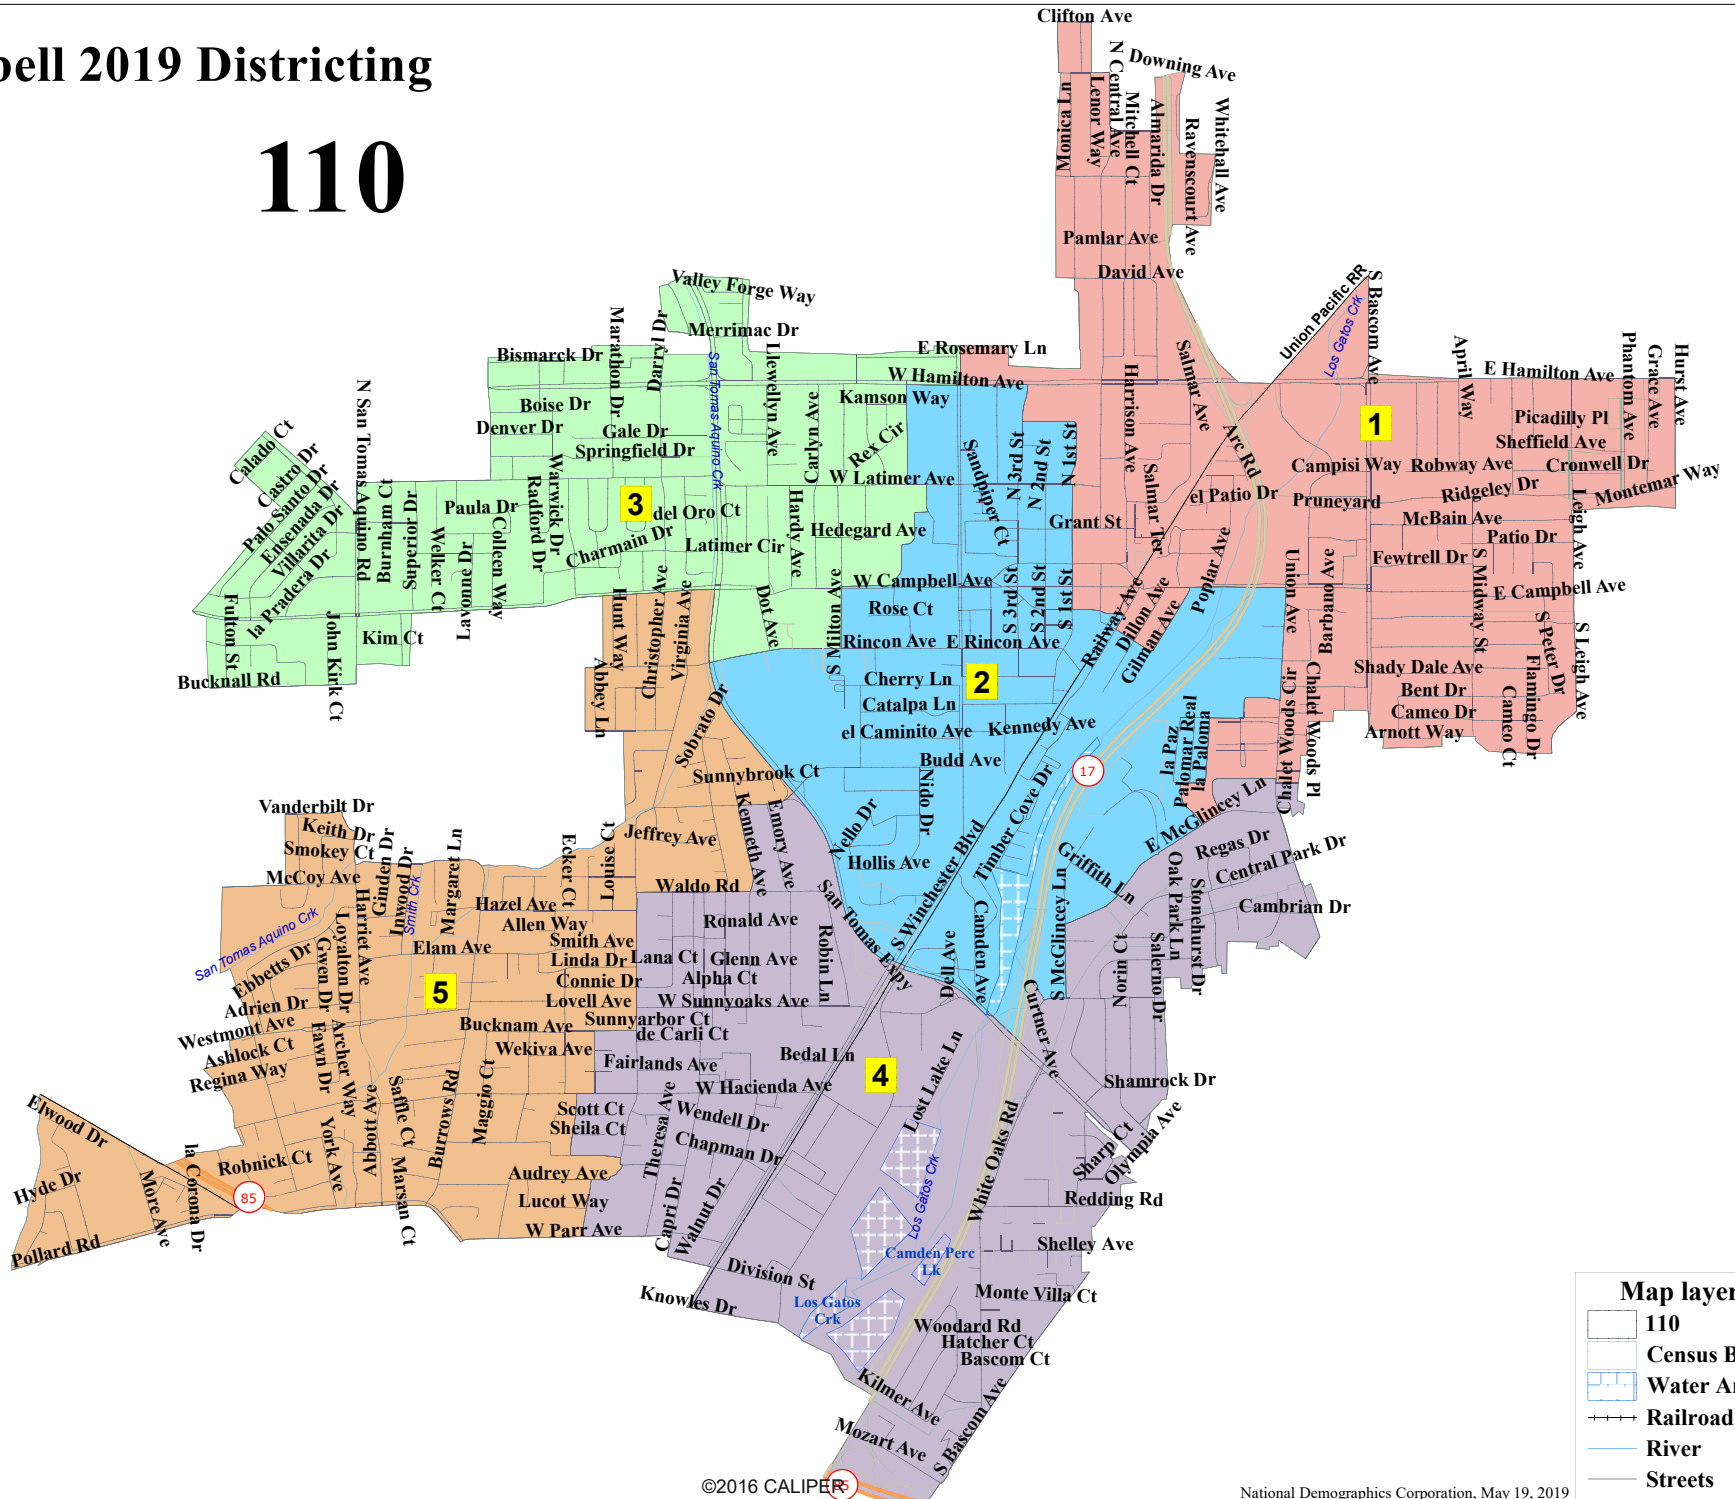 bell 2019 Districting
110
Clifton Ave
N Central Ave
Downing Ave
Monica Ln
Lenor Way
Mitchell Ct
Almarida Dr
Ravenscourt Ave
Whitehall Ave
Pamlar Ave
David Ave
Union Pacific RR
Los Gatos Crk
S Bascom Ave
Valley Forge Way
Merrimac Dr
Marathon Dr
Darryl Dr
Bismarck Dr
San Tomas Aquino Crk
Llewellyn Ave
E Rosemary Ln
W Hamilton Ave
Kamson Way
Harrison Ave
Salmar Ave
April Way
E Hamilton Ave
Phantom Ave
Grace Ave
Hurst Ave
N San Tomas Aquino Rd
Boise Dr
Denver Dr
Gale Dr
Springfield Dr
Carlyn Ave
Rex Cir
1
Picadilly Pl
Sheffield Ave
Arc Rd
Campisi Way
Robway Ave
Cronwell Dr
Montemar Way
Calado Ct
Castro Dr
Palo Santo Dr
Ensenada Dr
Villarita Dr
la Pradera Dr
Burnham Ct
Superior Dr
Welker Ct
Lavonne Dr
Colleen Way
Paula Dr
Radford Dr
Warwick Dr
Charmain Dr
3
del Oro Ct
Latimer Cir
Hardy Ave
W Latimer Ave
Hedegard Ave
Sandpiper Ct
N 3rd St
N 2nd St
N 1st St
Grant St
Salmar Ter
el Patio Dr
Pruneyard
Ridgeley Dr
McBain Ave
Patio Dr
Leigh Ave
Fewtrell Dr
S Midway St
E Campbell Ave
W Campbell Ave
Rose Ct
S 3rd St
S 2nd St
S 1st St
Railway Ave
Dillon Ave
Gilman Ave
Poplar Ave
Union Ave
Barbano Ave
Fulton St
John Kirk Ct
Kim Ct
Bucknall Rd
Hunt Way
Christopher Ave
Virginia Ave
Abbey Ln
Dot Ave
S Milton Ave
Rincon Ave
E Rincon Ave
2
Cherry Ln
Catalpa Ln
el Caminito Ave
Kennedy Ave
Budd Ave
Shady Dale Ave
Bent Dr
Cameo Dr
Arnott Way
Cameo Ct
Flamingo Dr
S Peter Dr
S Leigh Ave
Chalet Woods Cir
Chalet Woods Pl
la Paz
Palomar Real
la Paloma
17
Sobrato Dr
Sunnybrook Ct
Kenneth Ave
Emory Ave
Nello Dr
Nido Dr
Hollis Ave
Timber Cove Dr
S Winchester Blvd
E McGlincey Ln
Griffith Ln
Regas Dr
Central Park Dr
Cambrian Dr
Oak Park Ln
Stonehurst Dr
Vanderbilt Dr
Keith Dr
Smokey Ct
McCoy Ave
Ginden Dr
Inwood Dr
Smith Crk
Margaret Ln
Harriet Ave
Ecker Ct
Louise Ct
Jeffrey Ave
Waldo Rd
Hazel Ave
Allen Way
Smith Ave
Elam Ave
Linda Dr
Lana Ct
Glenn Ave
Ronald Ave
Connie Dr
Alpha Ct
Lovell Ave
W Sunnyoaks Ave
Robin Ln
San Tomas Expy
Dell Ave
Camden Ave
S McGlincey Ln
Curtner Ave
Norin Ct
Salerno Dr
San Tomas Aquino Crk
Ebbetts Dr
Gwen Dr
Loyalton Dr
5
Adrien Dr
Westmont Ave
Ashlock Ct
Regina Way
Fawn Dr
Archer Way
Bucknam Ave
Sunnyarbor Ct
de Carli Ct
Wekiva Ave
Fairlands Ave
Bedal Ln
4
W Hacienda Ave
Lost Lake Ln
Shamrock Dr
Elwood Dr
Hyde Dr
Pollard Rd
More Ave
la Corona Dr
Robnick Ct
85
York Ave
Abbott Ave
Saffle Ct
Marsan Ct
Burrows Rd
Maggio Ct
Scott Ct
Sheila Ct
Theresa Ave
Wendell Dr
Chapman Dr
Audrey Ave
Lucot Way
W Parr Ave
Capri Dr
Walnut Dr
Los Gatos Crk
White Oaks Rd
Sharp Ct
Olympia Ave
Redding Rd
Shelley Ave
Camden Perc
Lk
Division St
Knowles Dr
Los Gatos
Crk
Monte Villa Ct
Woodard Rd
Hatcher Ct
Bascom Ct
Kilmer Ave
Mozart Ave
S Bascom Ave
85
Map layer
110
Census B
Water Ar
Railroad
River
Streets
©2016 CALIPER
National Demographics Corporation, May 19, 2019